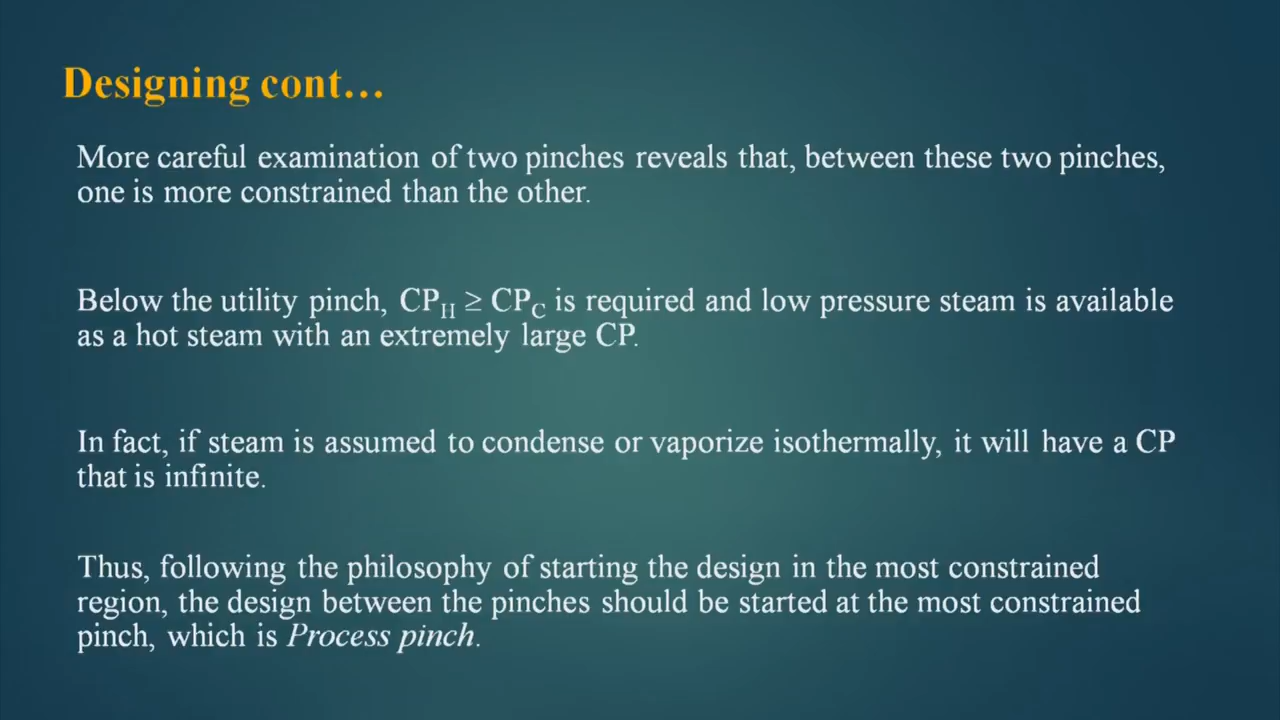 Designing cont…
More careful examination of two pinches reveals that, between these two pinches,
one is more constrained than the other.
Below the utility pinch, CPH ≥ CPC is required and low pressure steam is available
as a hot steam with an extremely large CP.
In fact, if steam is assumed to condense or vaporize isothermally, it will have a CP
that is infinite.
Thus, following the philosophy of starting the design in the most constrained
region, the design between the pinches should be started at the most constrained
pinch, which is Process pinch.